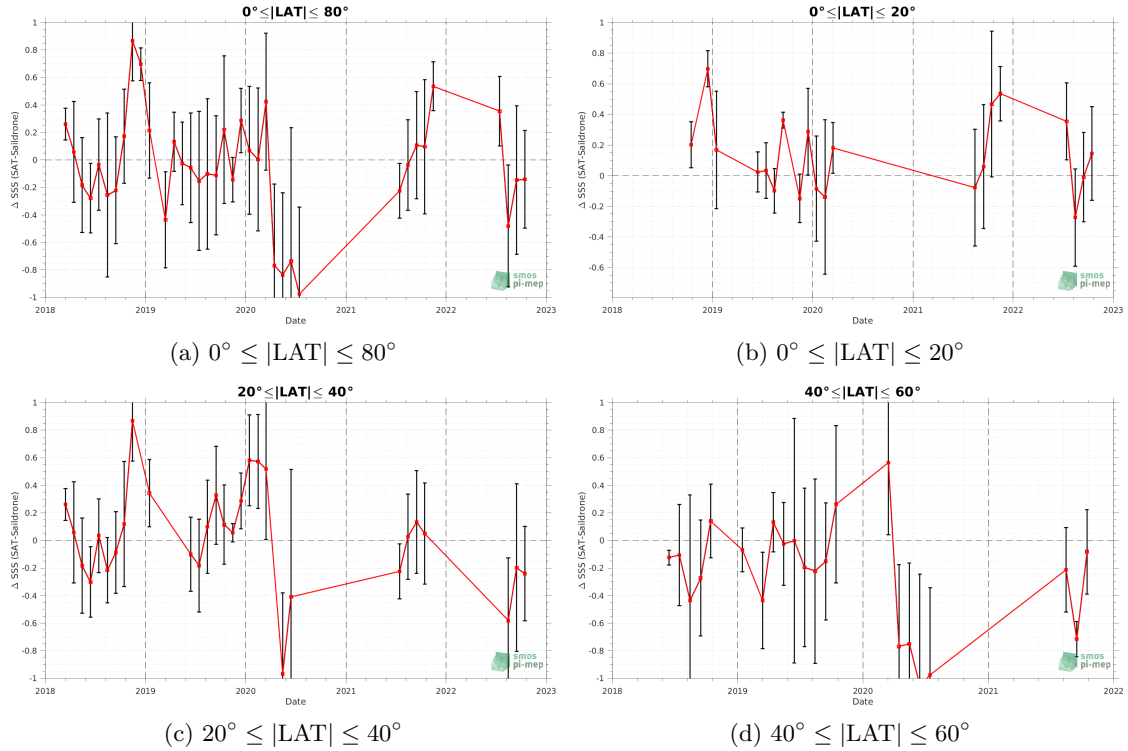 0°≤|LAT|≤ 80°
Δ SSS (SAT-Saildrone)
1
0.8
0.6
0.4
0.2
0
-0.2
-0.4
-0.6
-0.8
-1
2018 2019 2020 2021 2022 2023
Date
smos
pi-mep
(a) 0° ≤ |LAT| ≤ 80°
0°≤|LAT|≤ 20°
Δ SSS (SAT-Saildrone)
1
0.8
0.6
0.4
0.2
0
-0.2
-0.4
-0.6
2018 2019 2020 2021 2022 2023
Date
smos
pi-mep
(b) 0° ≤ |LAT| ≤ 20°
20°≤|LAT|≤ 40°
Δ SSS (SAT-Saildrone)
1
0.8
0.6
0.4
0.2
0
-0.2
-0.4
-0.6
-0.8
-1
2018 2019 2020 2021 2022 2023
Date
smos
pi-mep
(c) 20° ≤ |LAT| ≤ 40°
40°≤|LAT|≤ 60°
Δ SSS (SAT-Saildrone)
1
0.8
0.6
0.4
0.2
0
-0.2
-0.4
-0.6
-0.8
-1
2018 2019 2020 2021 2022
Date
smos
pi-mep
(d) 40° ≤ |LAT| ≤ 60°